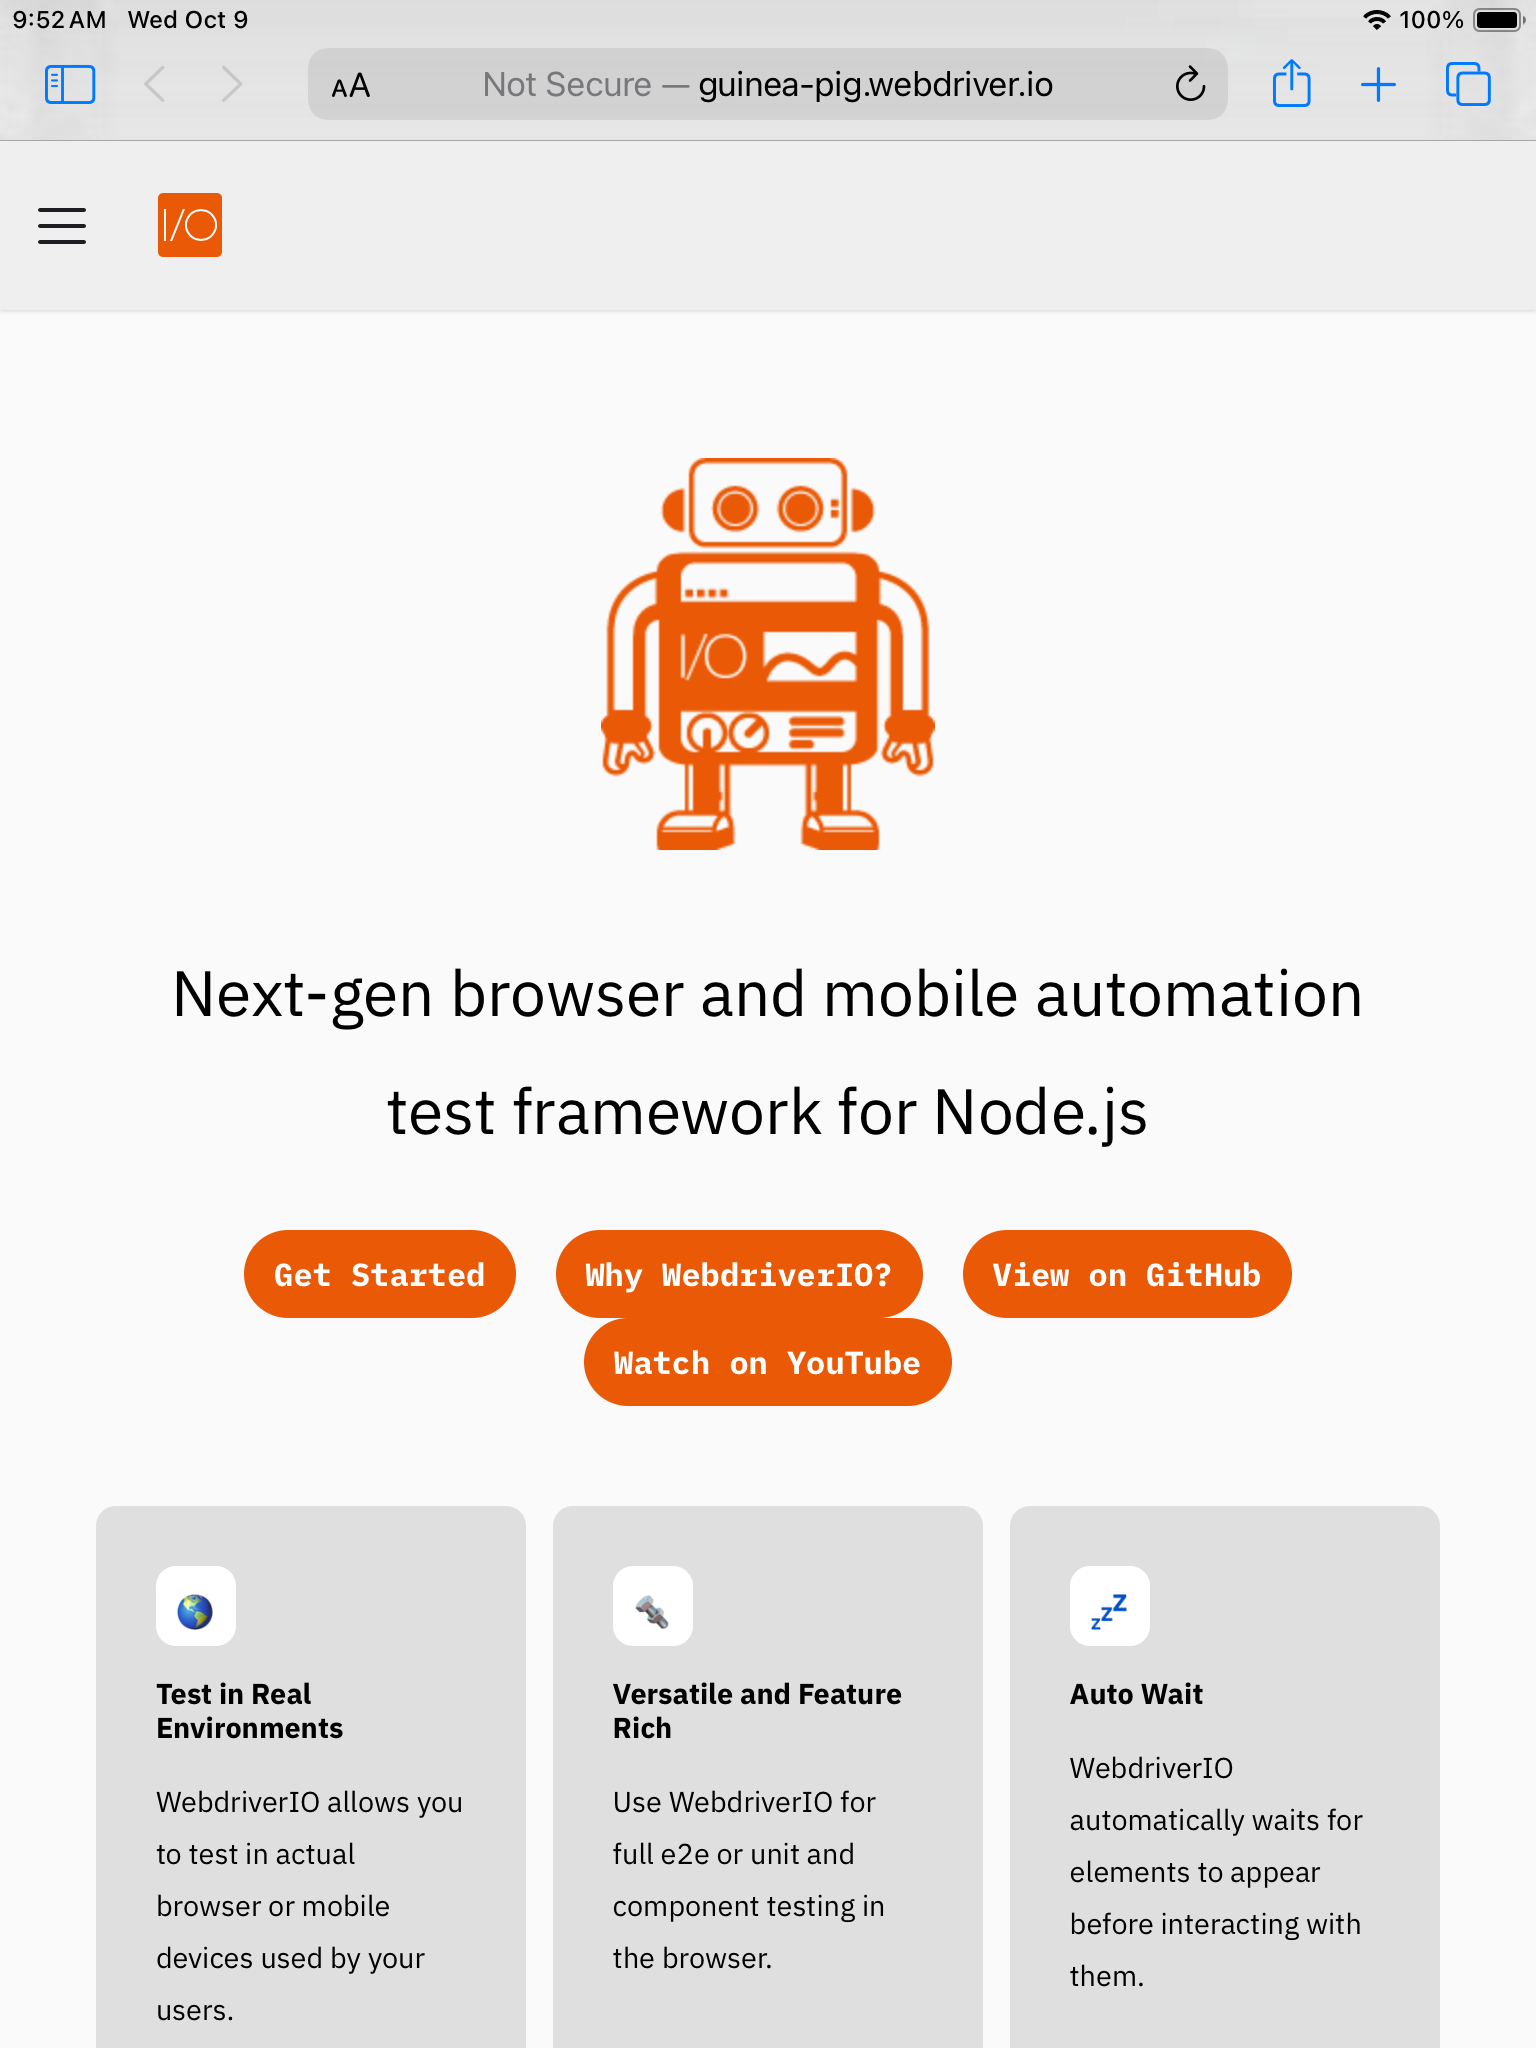 9:52 AM Wed Oct 9
100%
AA
Not Secure — guinea-pig.webdriver.io
I/O
I/O
Next-gen browser and mobile automation
test framework for Node.js
Get Started
Why WebdriverIO?
View on GitHub
Watch on YouTube
Test in Real
Environments
WebdriverIO allows you
to test in actual
browser or mobile
devices used by your
users.
Versatile and Feature
Rich
Use WebdriverIO for
full e2e or unit and
component testing in
the browser.
zzZ
Auto Wait
WebdriverIO
automatically waits for
elements to appear
before interacting with
them.